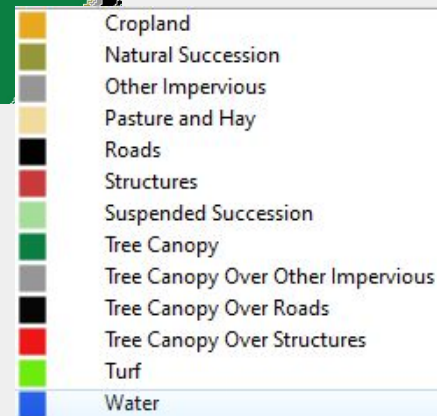 Cropland
Natural Succession
Other Impervious
Pasture and Hay
Roads
Structures
Suspended Succession
Tree Canopy
Tree Canopy Over Other Impervious
Tree Canopy Over Roads
Tree Canopy Over Structures
Turf
Water